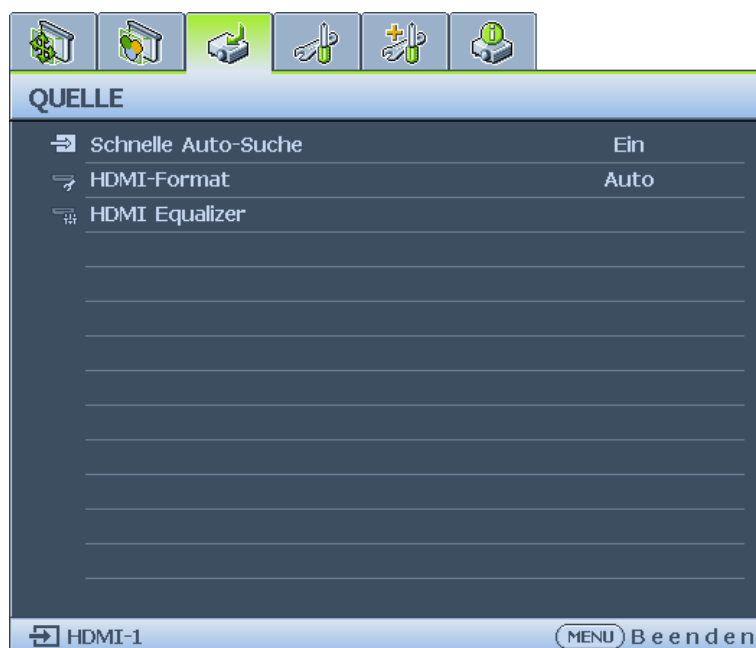 QUELLE
Schnelle Auto-Suche Ein
HDMI-Format Auto
HDMI Equalizer
HDMI-1 MENU Beenden